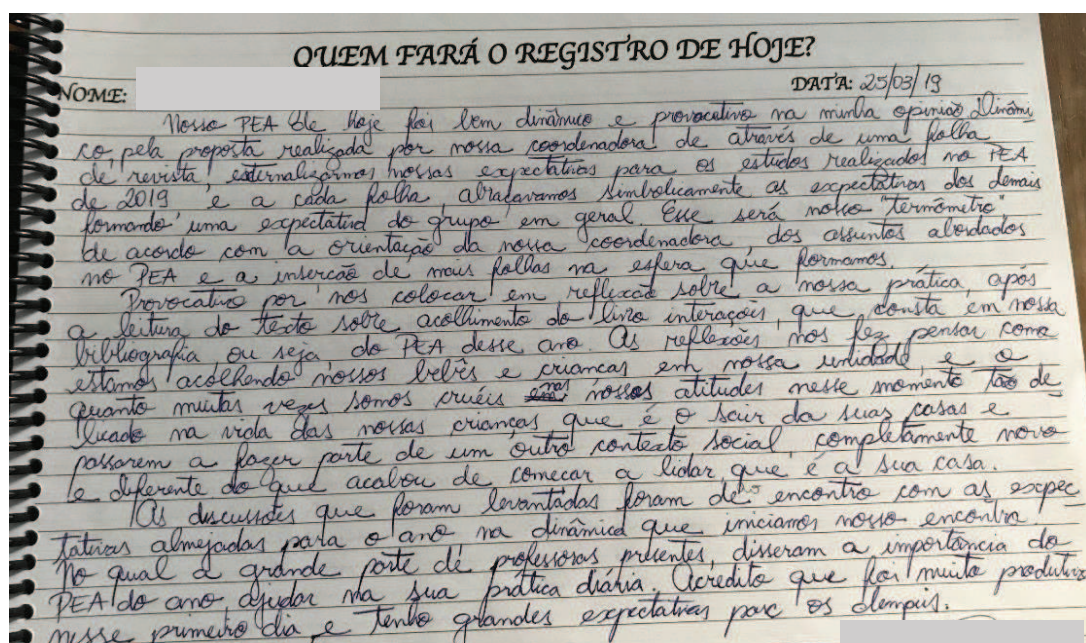 QUEM FARÁ O REGISTRO DE HOJE?
NOME:
DATA: 25/03/19
Nosso PEA de hoje foi bem dinâmico e provocativo na minha opinião. Dinâmi
co, pela proposta realizada por nossa coordenadora de através de uma folha
de revista, externalizarmos nossas expectativas para os estudos realizados no PEA
de 2019 e a cada folha, abraçavamos simbolicamente as expectativas dos demais
formando uma expectativa do grupo em geral. Esse será nosso "termômetro"
de acordo com a orientação da nossa coordenadora, dos assuntos abordados
no PEA e a insercão de mais folhas na esfera que formamos.
Provocativo por nos colocar em reflexão sobre a nossa prática, após
a leitura do texto sobre acolhimento do livro interações, que consta em nossa
bibliografia ou seja, do PEA desse ano. As reflexões nos fez pensar como
estamos acolhendo nossos bebês e crianças em nossa unidade, e o
quanto muitas vezes somos cruéis nas nossas atitudes nesse momento tão de
licado na vida das nossas crianças que é o sair da suas casas e
passarem a fazer parte de um outro contexto social, completamente novo
e diferente do que acabou de começar a lidar, que é a sua casa.
As discussões que foram levantadas foram de encontro com as expec
tativas almejadas para o ano na dinâmica que iniciamos nosso encontro.
No qual a grande parte de professoras presentes, disseram a importância do
PEA do ano, ajudar na sua prática diária. Acredito que foi muito produtivo
nesse primeiro dia, e tenho grandes expectativas para os demais.